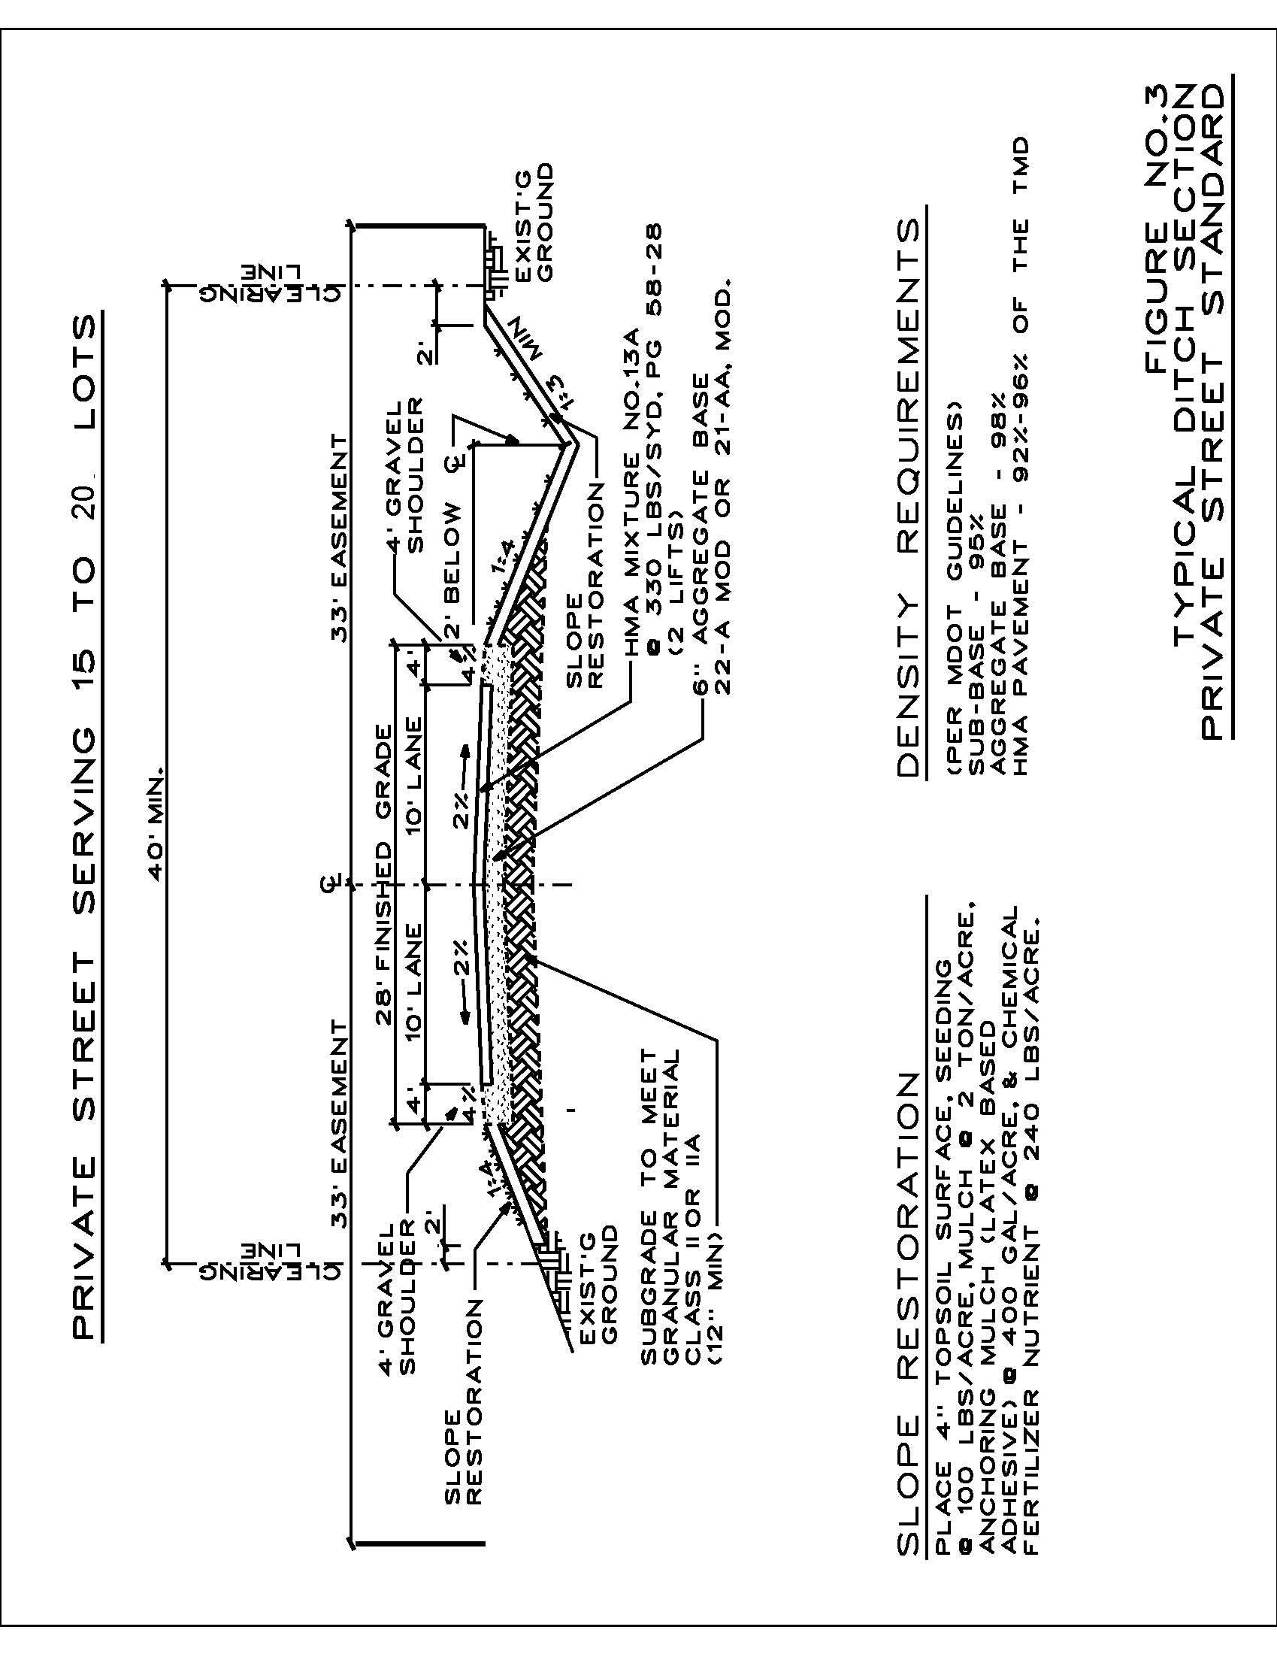 PRIVATE STREET SERVING 15 TO 20. LOTS
40' MIN.
CLEARING
LINE
CLEARING
LINE
33' EASEMENT
℄
33' EASEMENT
28' FINISHED GRADE
4'
10' LANE
10' LANE
4'
4' GRAVEL
SHOULDER
4' GRAVEL
SHOULDER
2'
2'
4%
2%
2%
4%
2' BELOW ℄
1:4
1:4
1:3
MIN
SLOPE
RESTORATION
SLOPE
RESTORATION
EXIST'G
GROUND
EXIST'G
GROUND
SUBGRADE TO MEET
GRANULAR MATERIAL
CLASS II OR IIA
(12" MIN)
HMA MIXTURE NO.13A
@ 330 LBS/SYD, PG 58-28
(2 LIFTS)
6" AGGREGATE BASE
22-A MOD OR 21-AA, MOD.
SLOPE RESTORATION
PLACE 4" TOPSOIL SURFACE, SEEDING
@ 100 LBS/ACRE, MULCH @ 2 TON/ACRE,
ANCHORING MULCH (LATEX BASED
ADHESIVE) @ 400 GAL/ACRE, & CHEMICAL
FERTILIZER NUTRIENT @ 240 LBS/ACRE.
DENSITY REQUIREMENTS
(PER MDOT GUIDELINES)
SUB-BASE - 95%
AGGREGATE BASE - 98%
HMA PAVEMENT - 92%-96% OF THE TMD
FIGURE NO.3
TYPICAL DITCH SECTION
PRIVATE STREET STANDARD